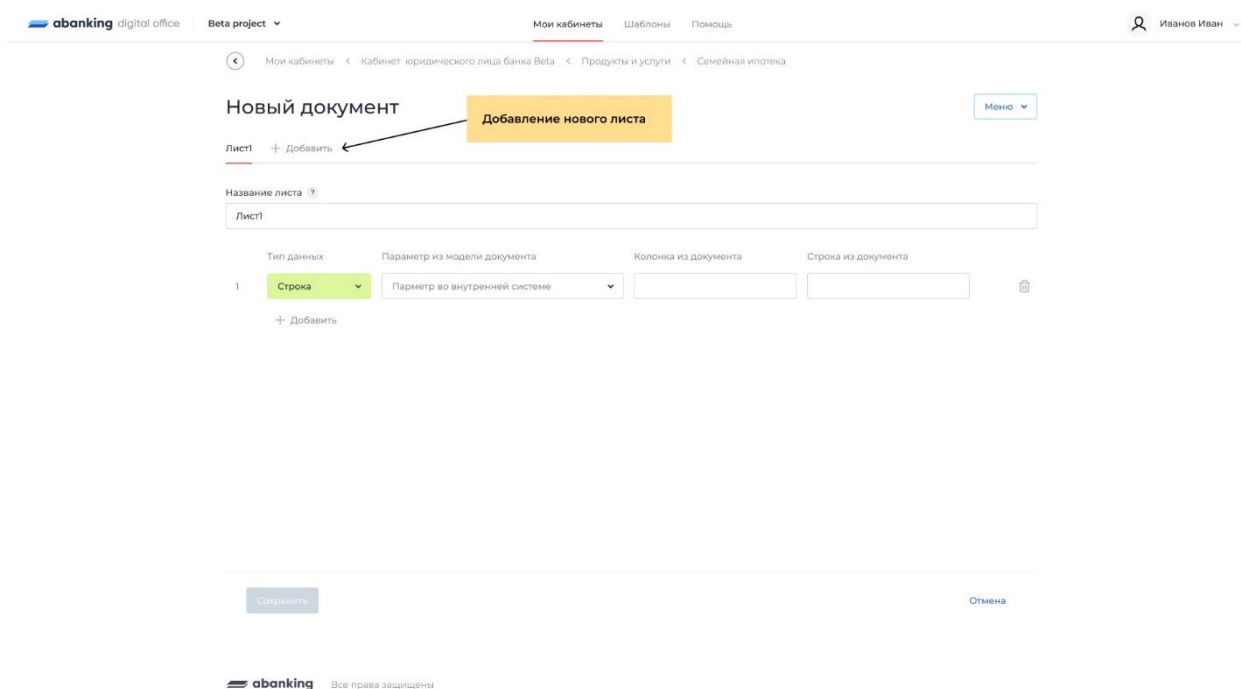 abanking digital office Beta project Мои кабинеты Шаблоны Помощь Иванов Иван
Мои кабинеты < Кабинет юридического лица банка Beta < Продукты и услуги < Семейная ипотека
Новый документ
Меню
Добавление нового листа
Лист1 + Добавить
Название листа ?
Лист1
Тип данных Параметр из модели документа Колонка из документа Строка из документа
1 Строка Парметр во внутренней системе
+ Добавить
Сохранить Отмена
abanking Все права защищены